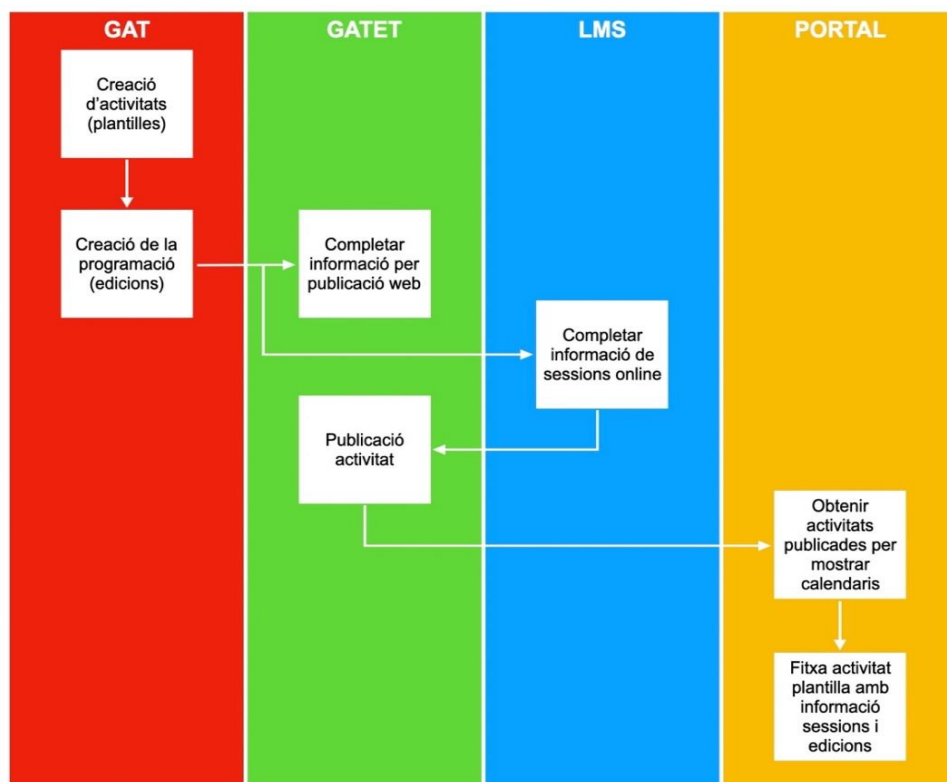 GAT
GATET
LMS
PORTAL
Creació
d’activitats
(plantilles)
Creació de la
programació
(edicions)
Completar
informació per
publicació web
Completar
informació de
sessions online
Publicació
activitat
Obtenir
activitats
publicades per
mostrar
calendaris
Fitxa activitat
plantilla amb
informació
sessions i
edicions